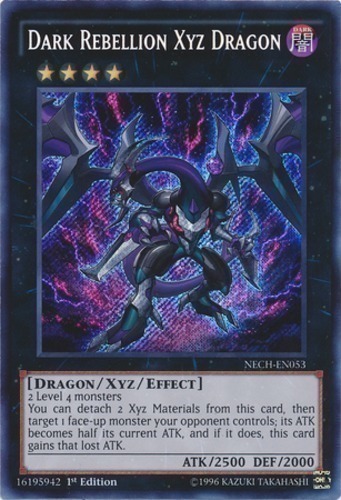 DARK REBELLION XYZ DRAGON
DARK
闇
NECH-EN053
[DRAGON/XYZ/EFFECT]
2 Level 4 monsters
You can detach 2 Xyz Materials from this card, then
target 1 face-up monster your opponent controls; its ATK
becomes half its current ATK, and if it does, this card
gains that lost ATK.
ATK/2500 DEF/2000
16195942 1st Edition ©1996 KAZUKI TAKAHASHI